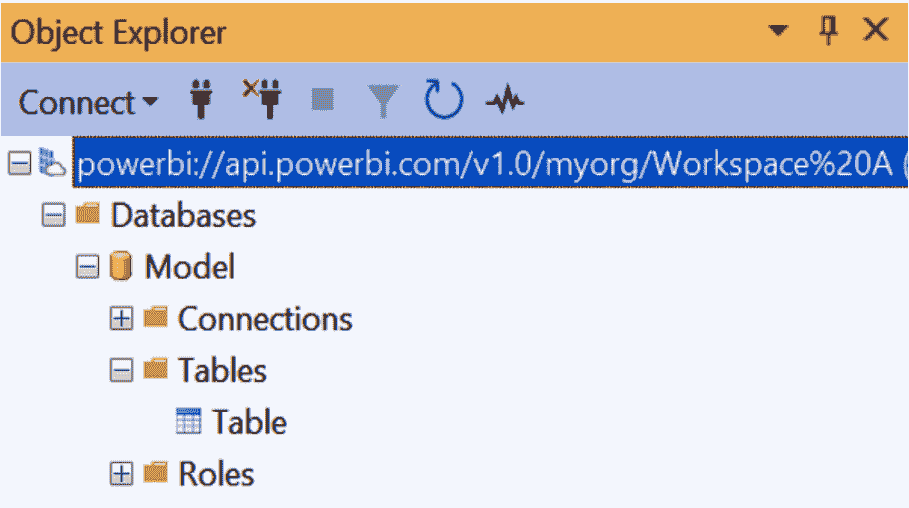 Object Explorer
Connect
powerbi://api.powerbi.com/v1.0/myorg/Workspace%20A (
Databases
Model
Connections
Tables
Table
Roles